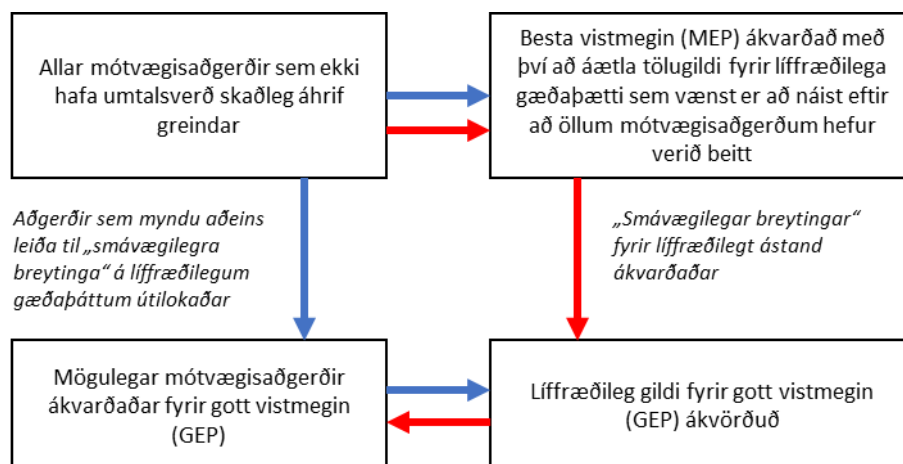 Allar mótvægisaðgerðir sem ekki
hafa umtalsverð skaðleg áhrif
greindar
Besta vistmegin (MEP) ákvarðað með
því að áætla tölugildi fyrir líffræðilega
gæðaþætti sem vænst er að náist eftir
að öllum mótvægisaðgerðum hefur
verið beitt
Aðgerðir sem myndu aðeins
leiða til „smávægilegra
breytinga“ á líffræðilegum
gæðaþáttum útilokaðar
„Smávægilegar breytingar“
fyrir líffræðilegt ástand
ákvarðaðar
Mögulegar mótvægisaðgerðir
ákvarðaðar fyrir gott vistmegin
(GEP)
Líffræðileg gildi fyrir gott vistmegin
(GEP) ákvörðuð